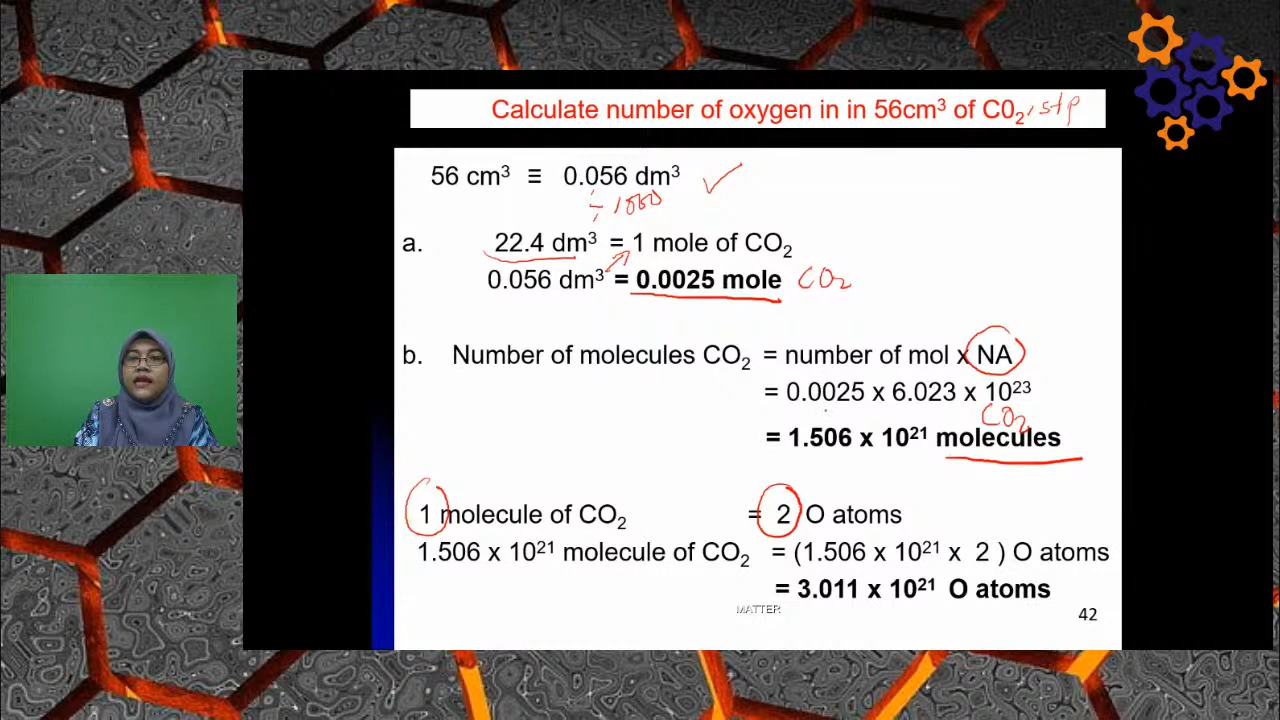 Calculate number of oxygen in in 56cm³ of C0₂, stp
56 cm³ ≡ 0.056 dm³ ✓
÷ 1000
a. 22.4 dm³ = 1 mole of CO₂
0.056 dm³ = 0.0025 mole CO₂
b. Number of molecules CO₂ = number of mol x NA
= 0.0025 x 6.023 x 10²³
CO₂
= 1.506 x 10²¹ molecules
1 molecule of CO₂ = 2 O atoms
1.506 x 10²¹ molecule of CO₂ = (1.506 x 10²¹ x 2 ) O atoms
= 3.011 x 10²¹ O atoms
MATTER
42